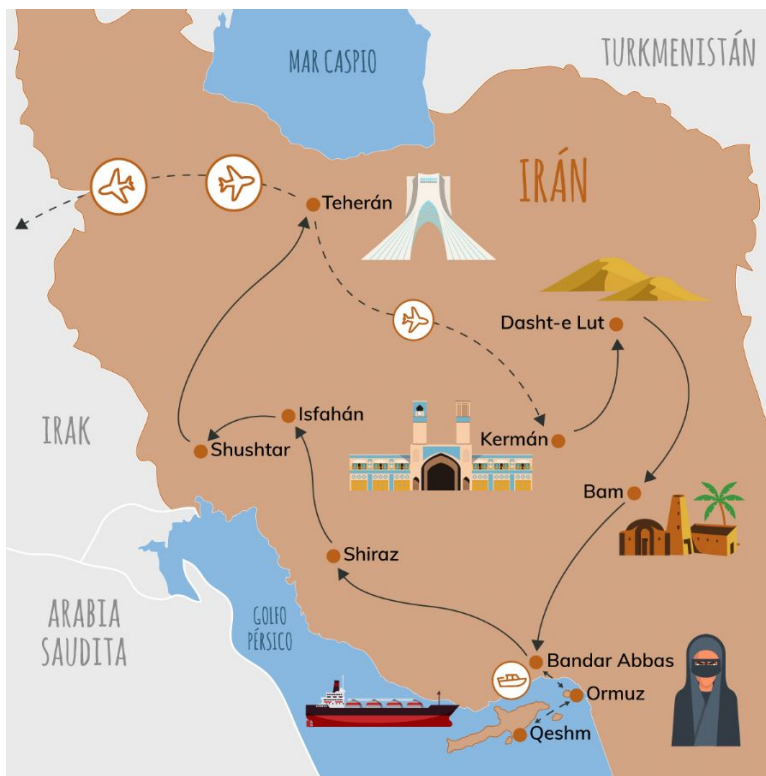 MAR CASPIO
TURKMENISTÁN
IRÁN
Teherán
Dasht-e Lut
Isfahán
IRAK
Shushtar
Kermán
Bam
Shiraz
ARABIA
SAUDITA
GOLFO
PÉRSICO
Bandar Abbas
Ormuz
Qeshm